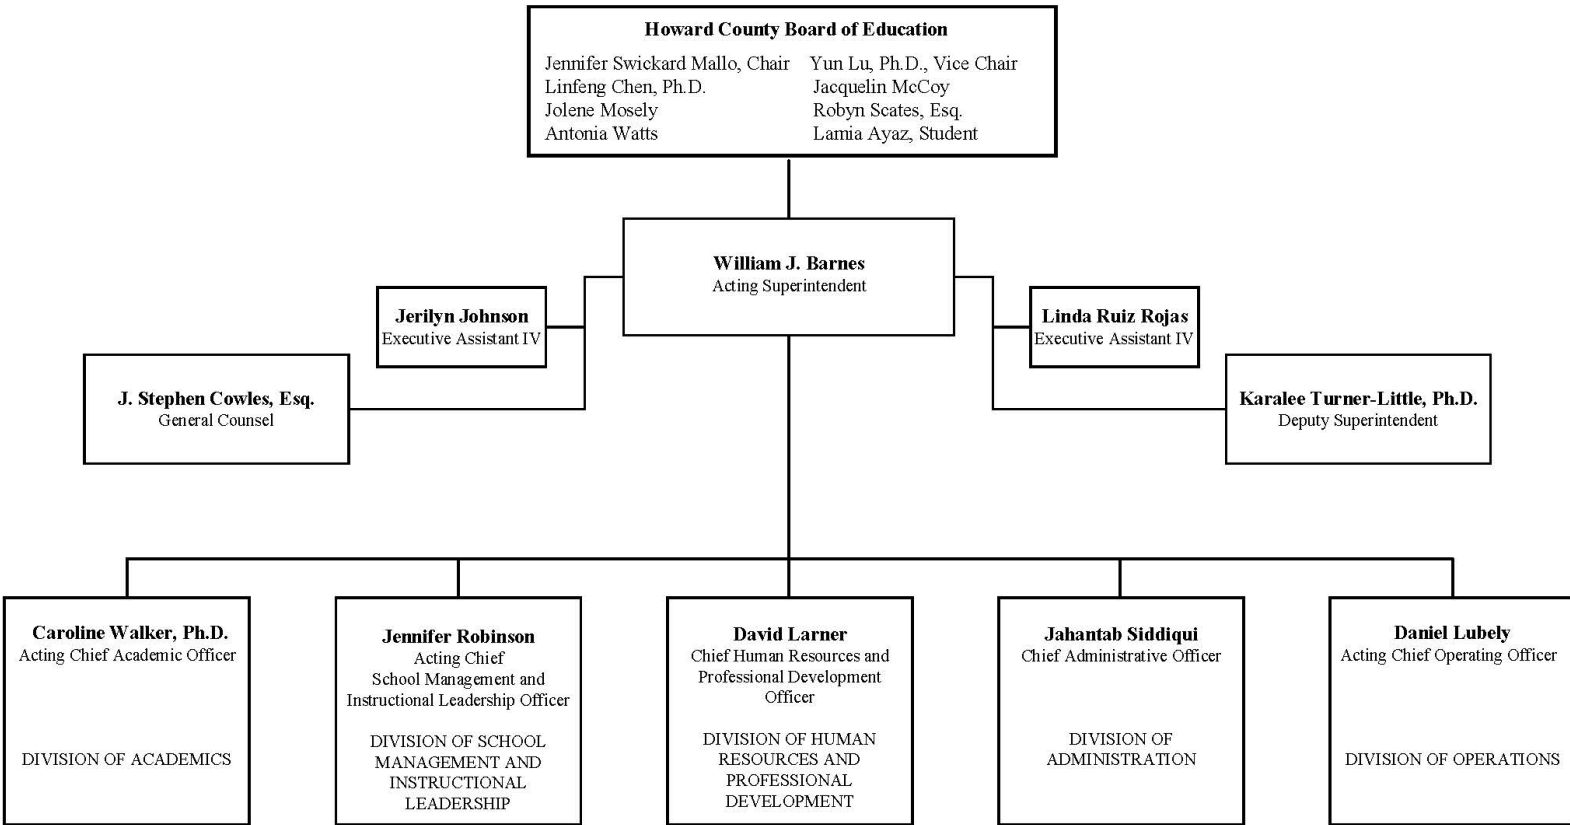 Howard County Board of Education
Jennifer Swickard Mallo, Chair Yun Lu, Ph.D., Vice Chair
Linfeng Chen, Ph.D. Jacquelin McCoy
Jolene Mosely Robyn Scates, Esq.
Antonia Watts Lamia Ayaz, Student
William J. Barnes
Acting Superintendent
Jerilyn Johnson
Executive Assistant IV
Linda Ruiz Rojas
Executive Assistant IV
J. Stephen Cowles, Esq.
General Counsel
Karalee Turner-Little, Ph.D.
Deputy Superintendent
Caroline Walker, Ph.D.
Acting Chief Academic Officer
DIVISION OF ACADEMICS
Jennifer Robinson
Acting Chief
School Management and
Instructional Leadership Officer
DIVISION OF SCHOOL
MANAGEMENT AND
INSTRUCTIONAL
LEADERSHIP
David Larner
Chief Human Resources and
Professional Development
Officer
DIVISION OF HUMAN
RESOURCES AND
PROFESSIONAL
DEVELOPMENT
Jahantab Siddiqui
Chief Administrative Officer
DIVISION OF
ADMINISTRATION
Daniel Lubely
Acting Chief Operating Officer
DIVISION OF OPERATIONS